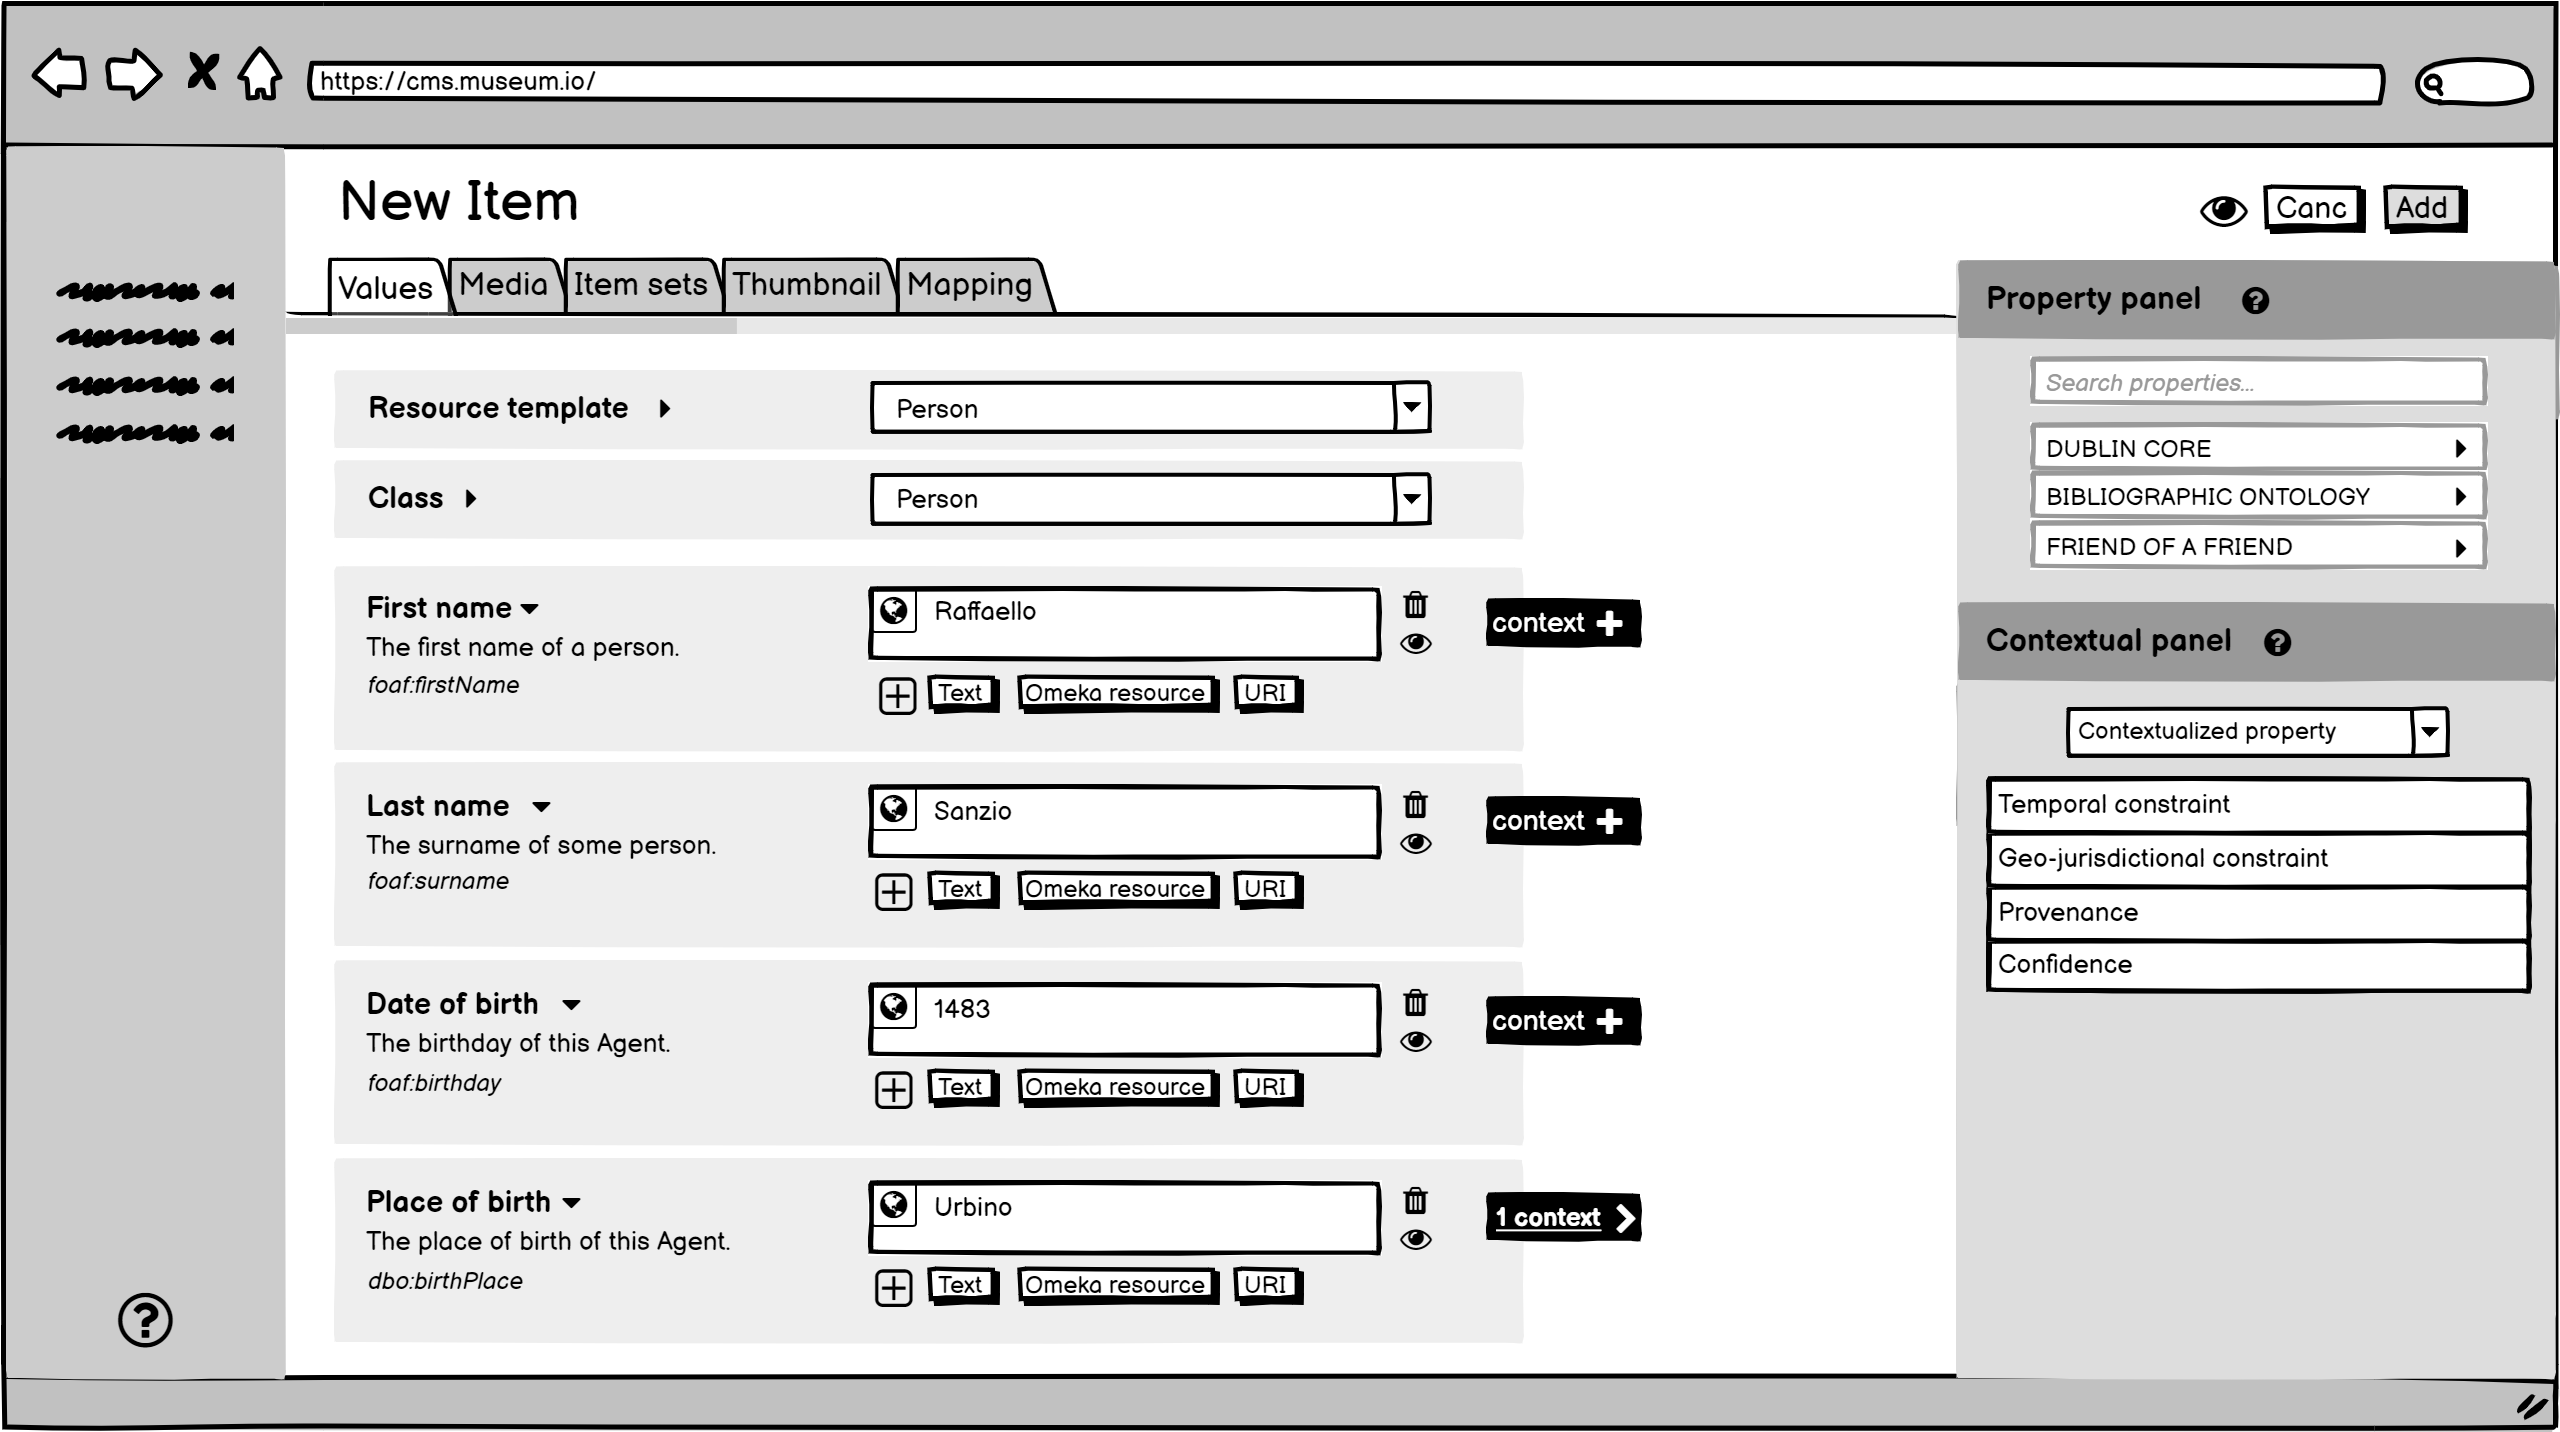 https://cms.museum.io/
New Item
Canc
Add
Values
Media
Item sets
Thumbnail
Mapping
Resource template
Person
Class
Person
First name
The first name of a person.
foaf:firstName
Raffaello
Text
Omeka resource
URI
context
Last name
The surname of some person.
foaf:surname
Sanzio
Text
Omeka resource
URI
context
Date of birth
The birthday of this Agent.
foaf:birthday
1483
Text
Omeka resource
URI
context
Place of birth
The place of birth of this Agent.
dbo:birthPlace
Urbino
Text
Omeka resource
URI
1 context
Property panel
Search properties...
DUBLIN CORE
BIBLIOGRAPHIC ONTOLOGY
FRIEND OF A FRIEND
Contextual panel
Contextualized property
Temporal constraint
Geo-jurisdictional constraint
Provenance
Confidence